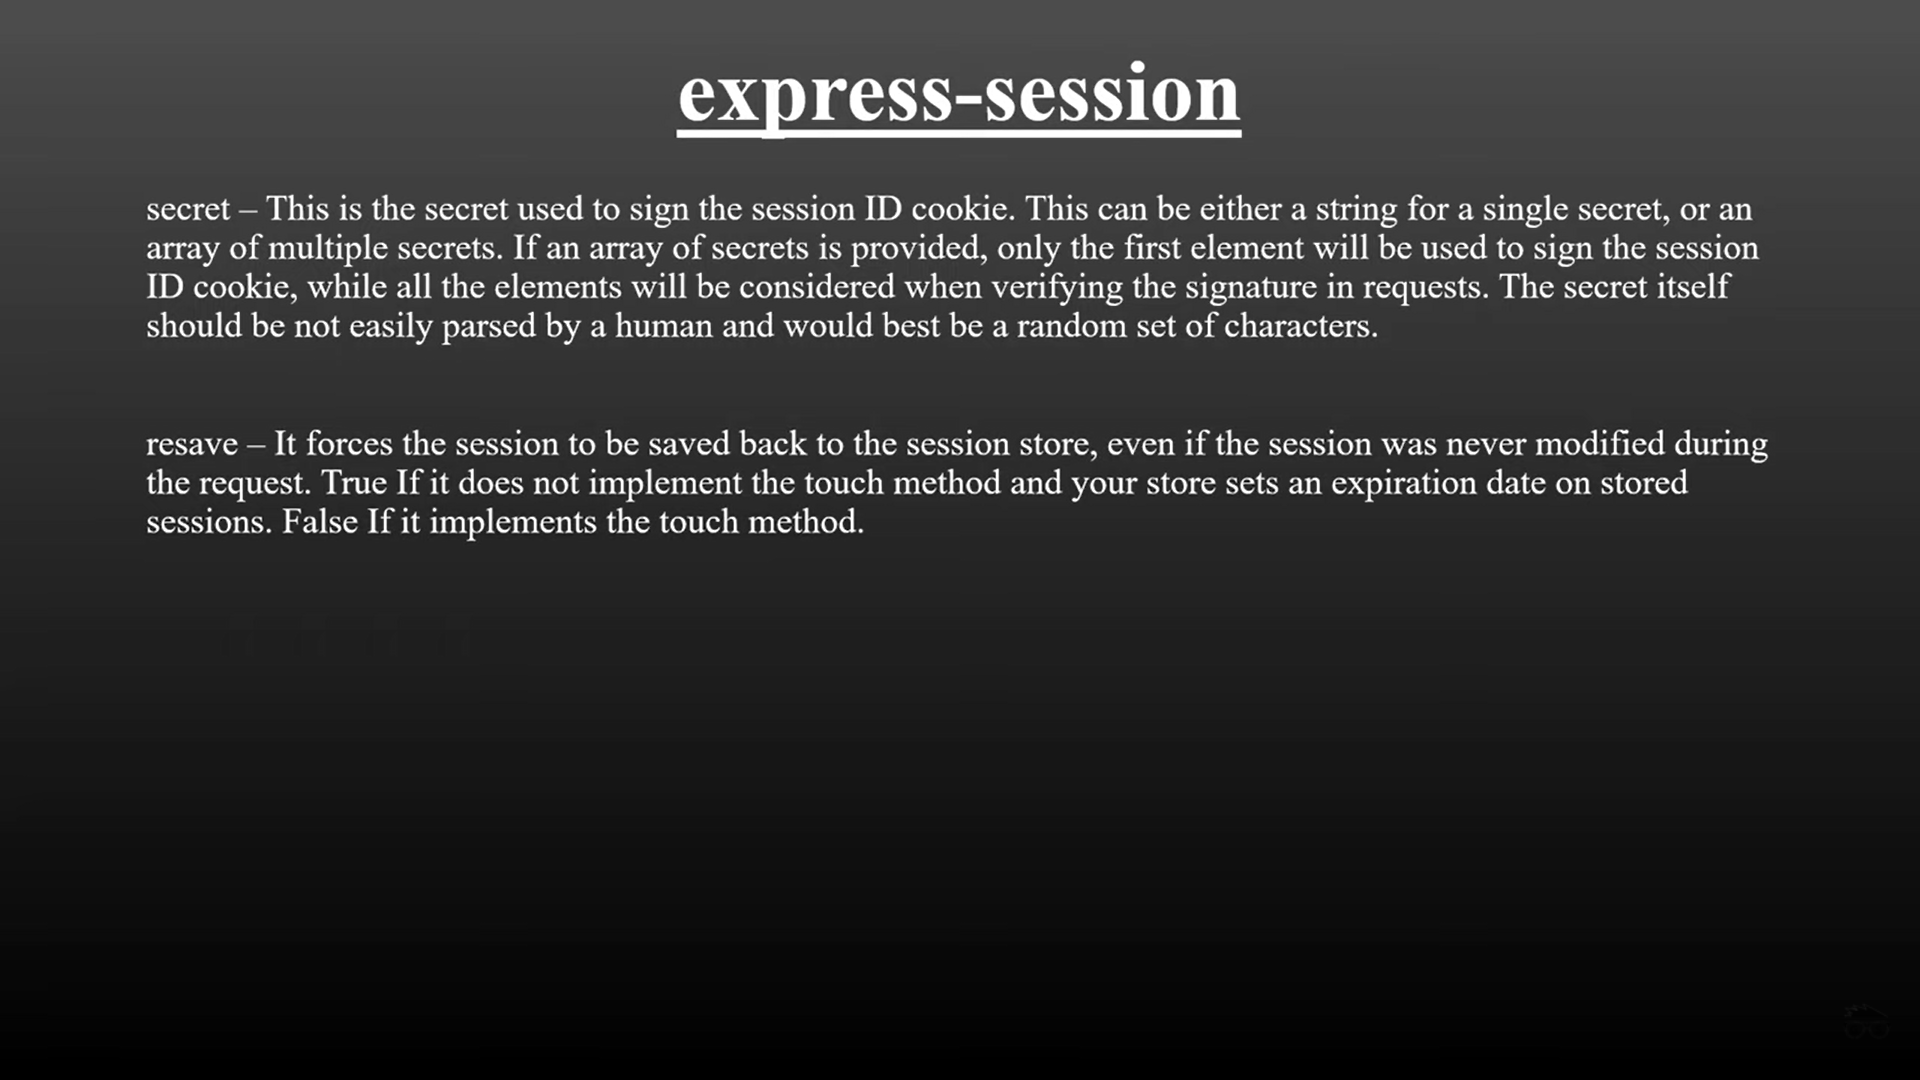 express-session
secret – This is the secret used to sign the session ID cookie. This can be either a string for a single secret, or an
array of multiple secrets. If an array of secrets is provided, only the first element will be used to sign the session
ID cookie, while all the elements will be considered when verifying the signature in requests. The secret itself
should be not easily parsed by a human and would best be a random set of characters.
resave – It forces the session to be saved back to the session store, even if the session was never modified during
the request. True If it does not implement the touch method and your store sets an expiration date on stored
sessions. False If it implements the touch method.